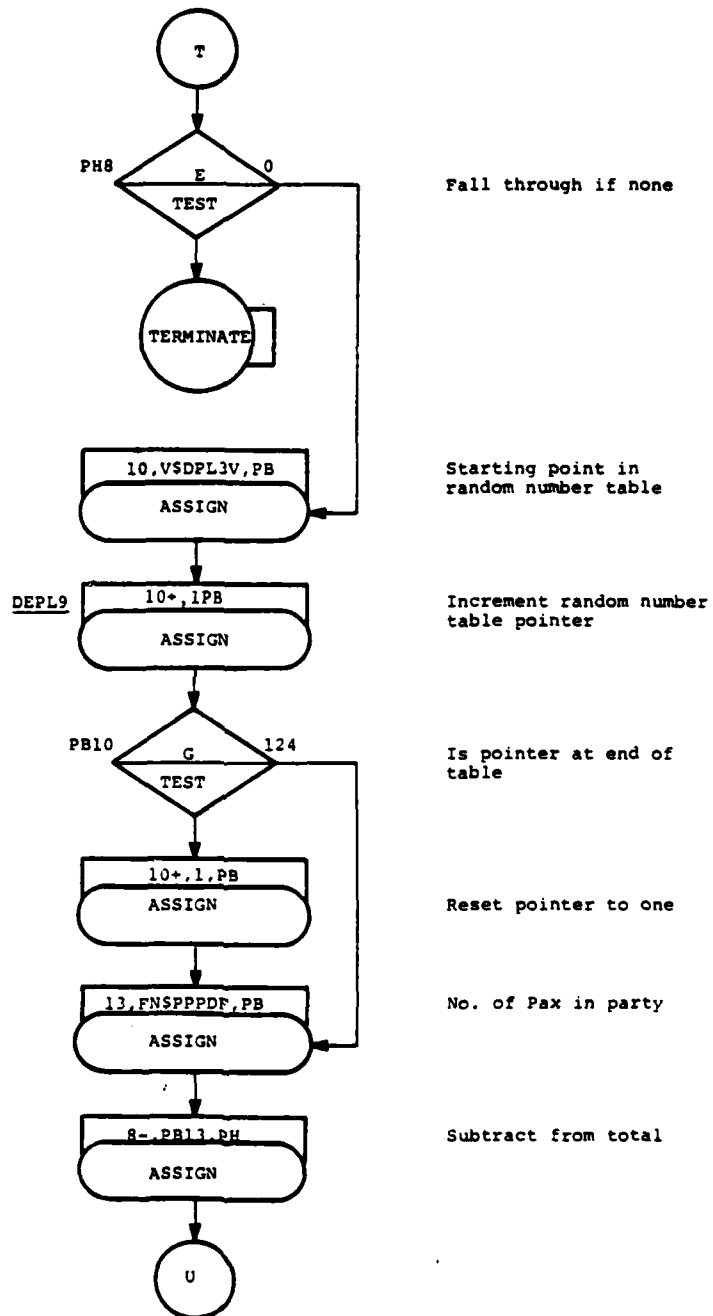 T
PH8
E
0
TEST
Fall through if none
TERMINATE
10,V$DPL3V,PB
ASSIGN
Starting point in
random number table
DEPL9
10+,1PB
ASSIGN
Increment random number
table pointer
PB10
G
124
TEST
Is pointer at end of
table
10+,1,PB
ASSIGN
Reset pointer to one
13,FN$PPPDF,PB
ASSIGN
No. of Pax in party
8-,PB13,PH
ASSIGN
Subtract from total
U